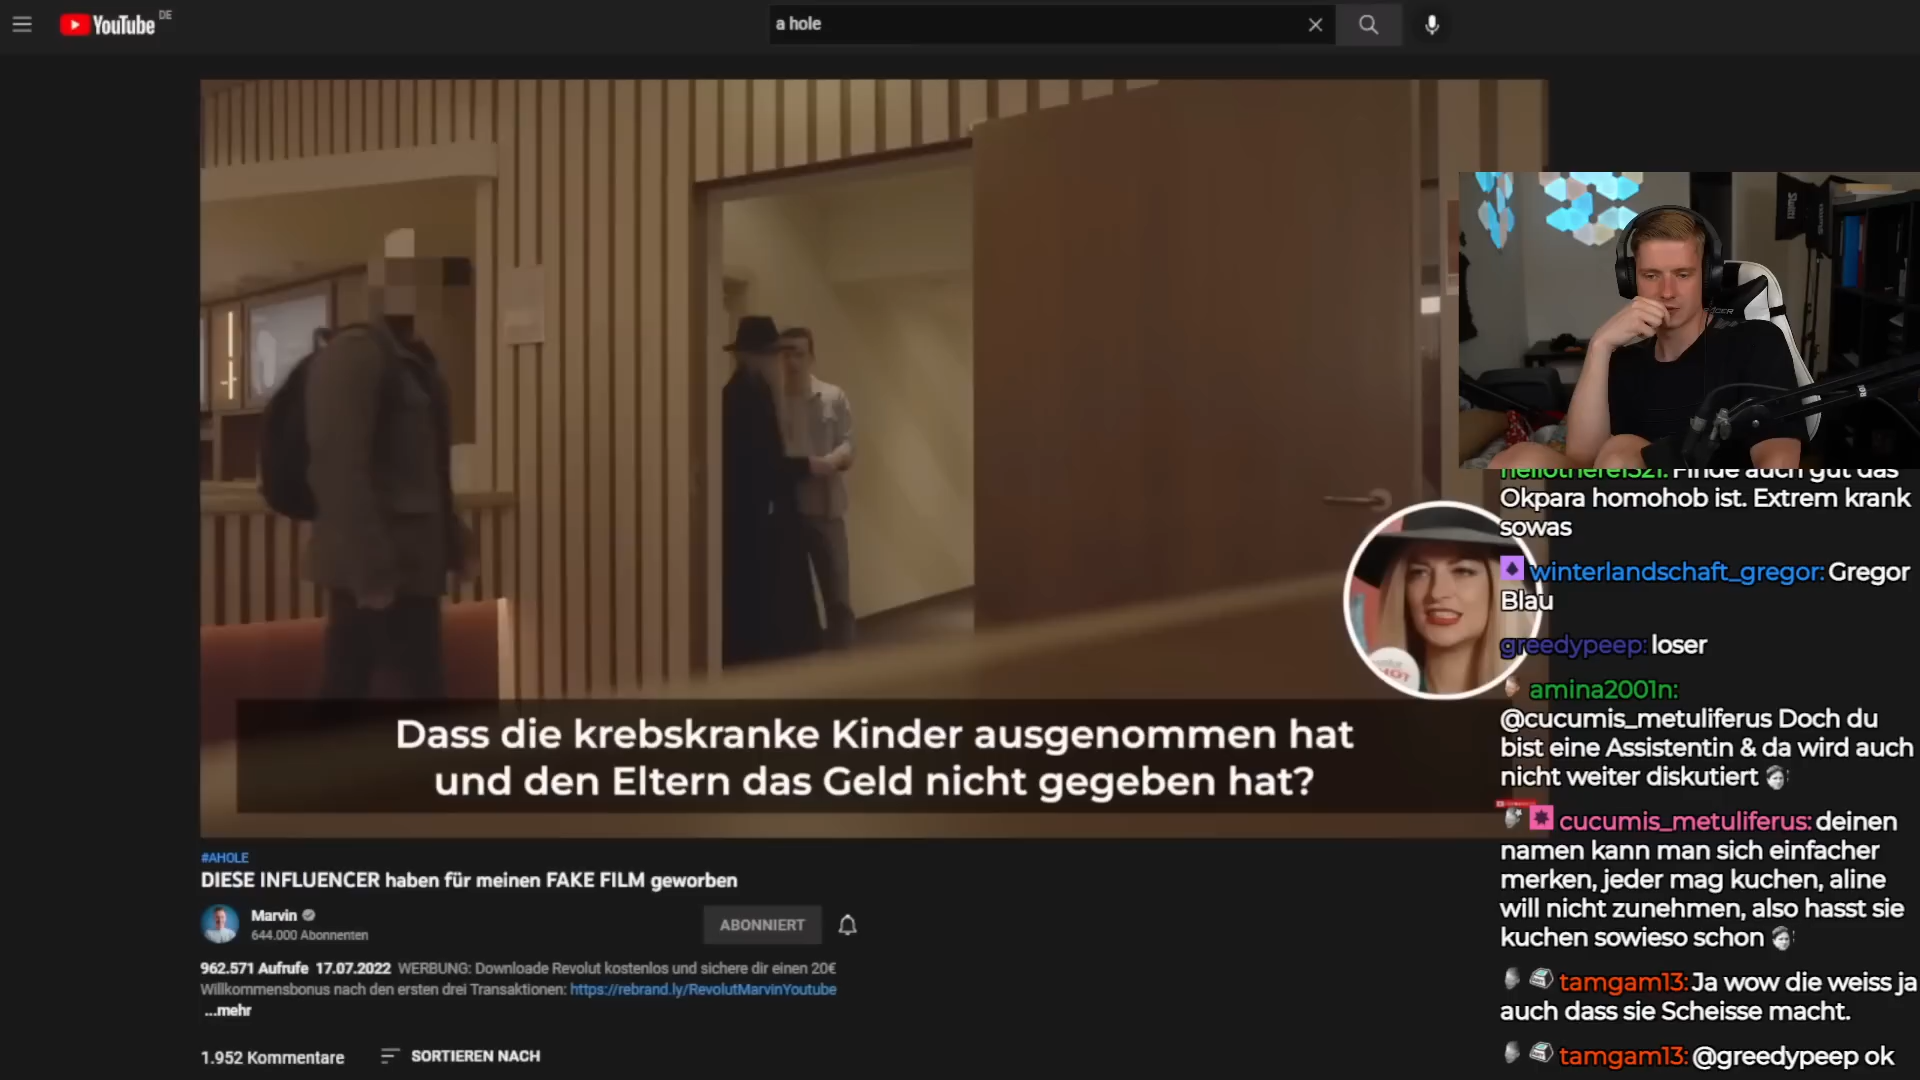 YouTube DE
a hole
Dass die krebskranke Kinder ausgenommen hat
und den Eltern das Geld nicht gegeben hat?
#AHOLE
DIESE INFLUENCER haben für meinen FAKE FILM geworben
Marvin
644.000 Abonnenten
ABONNIERT
962.571 Aufrufe 17.07.2022 WERBUNG: Downloade Revolut kostenlos und sichere dir einen 20€
Willkommensbonus nach den ersten drei Transaktionen: https://rebrand.ly/RevolutMarvinYoutube
...mehr
1.952 Kommentare
SORTIEREN NACH
hellothere1321: Finde auch gut das
Okpara homohob ist. Extrem krank
sowas
winterlandschaft_gregor: Gregor
Blau
greedypeep: loser
amina2001n:
@cucumis_metuliferus Doch du
bist eine Assistentin & da wird auch
nicht weiter diskutiert
cucumis_metuliferus: deinen
namen kann man sich einfacher
merken, jeder mag kuchen, aline
will nicht zunehmen, also hasst sie
kuchen sowieso schon
tamgam13: Ja wow die weiss ja
auch dass sie Scheisse macht.
tamgam13: @greedypeep ok